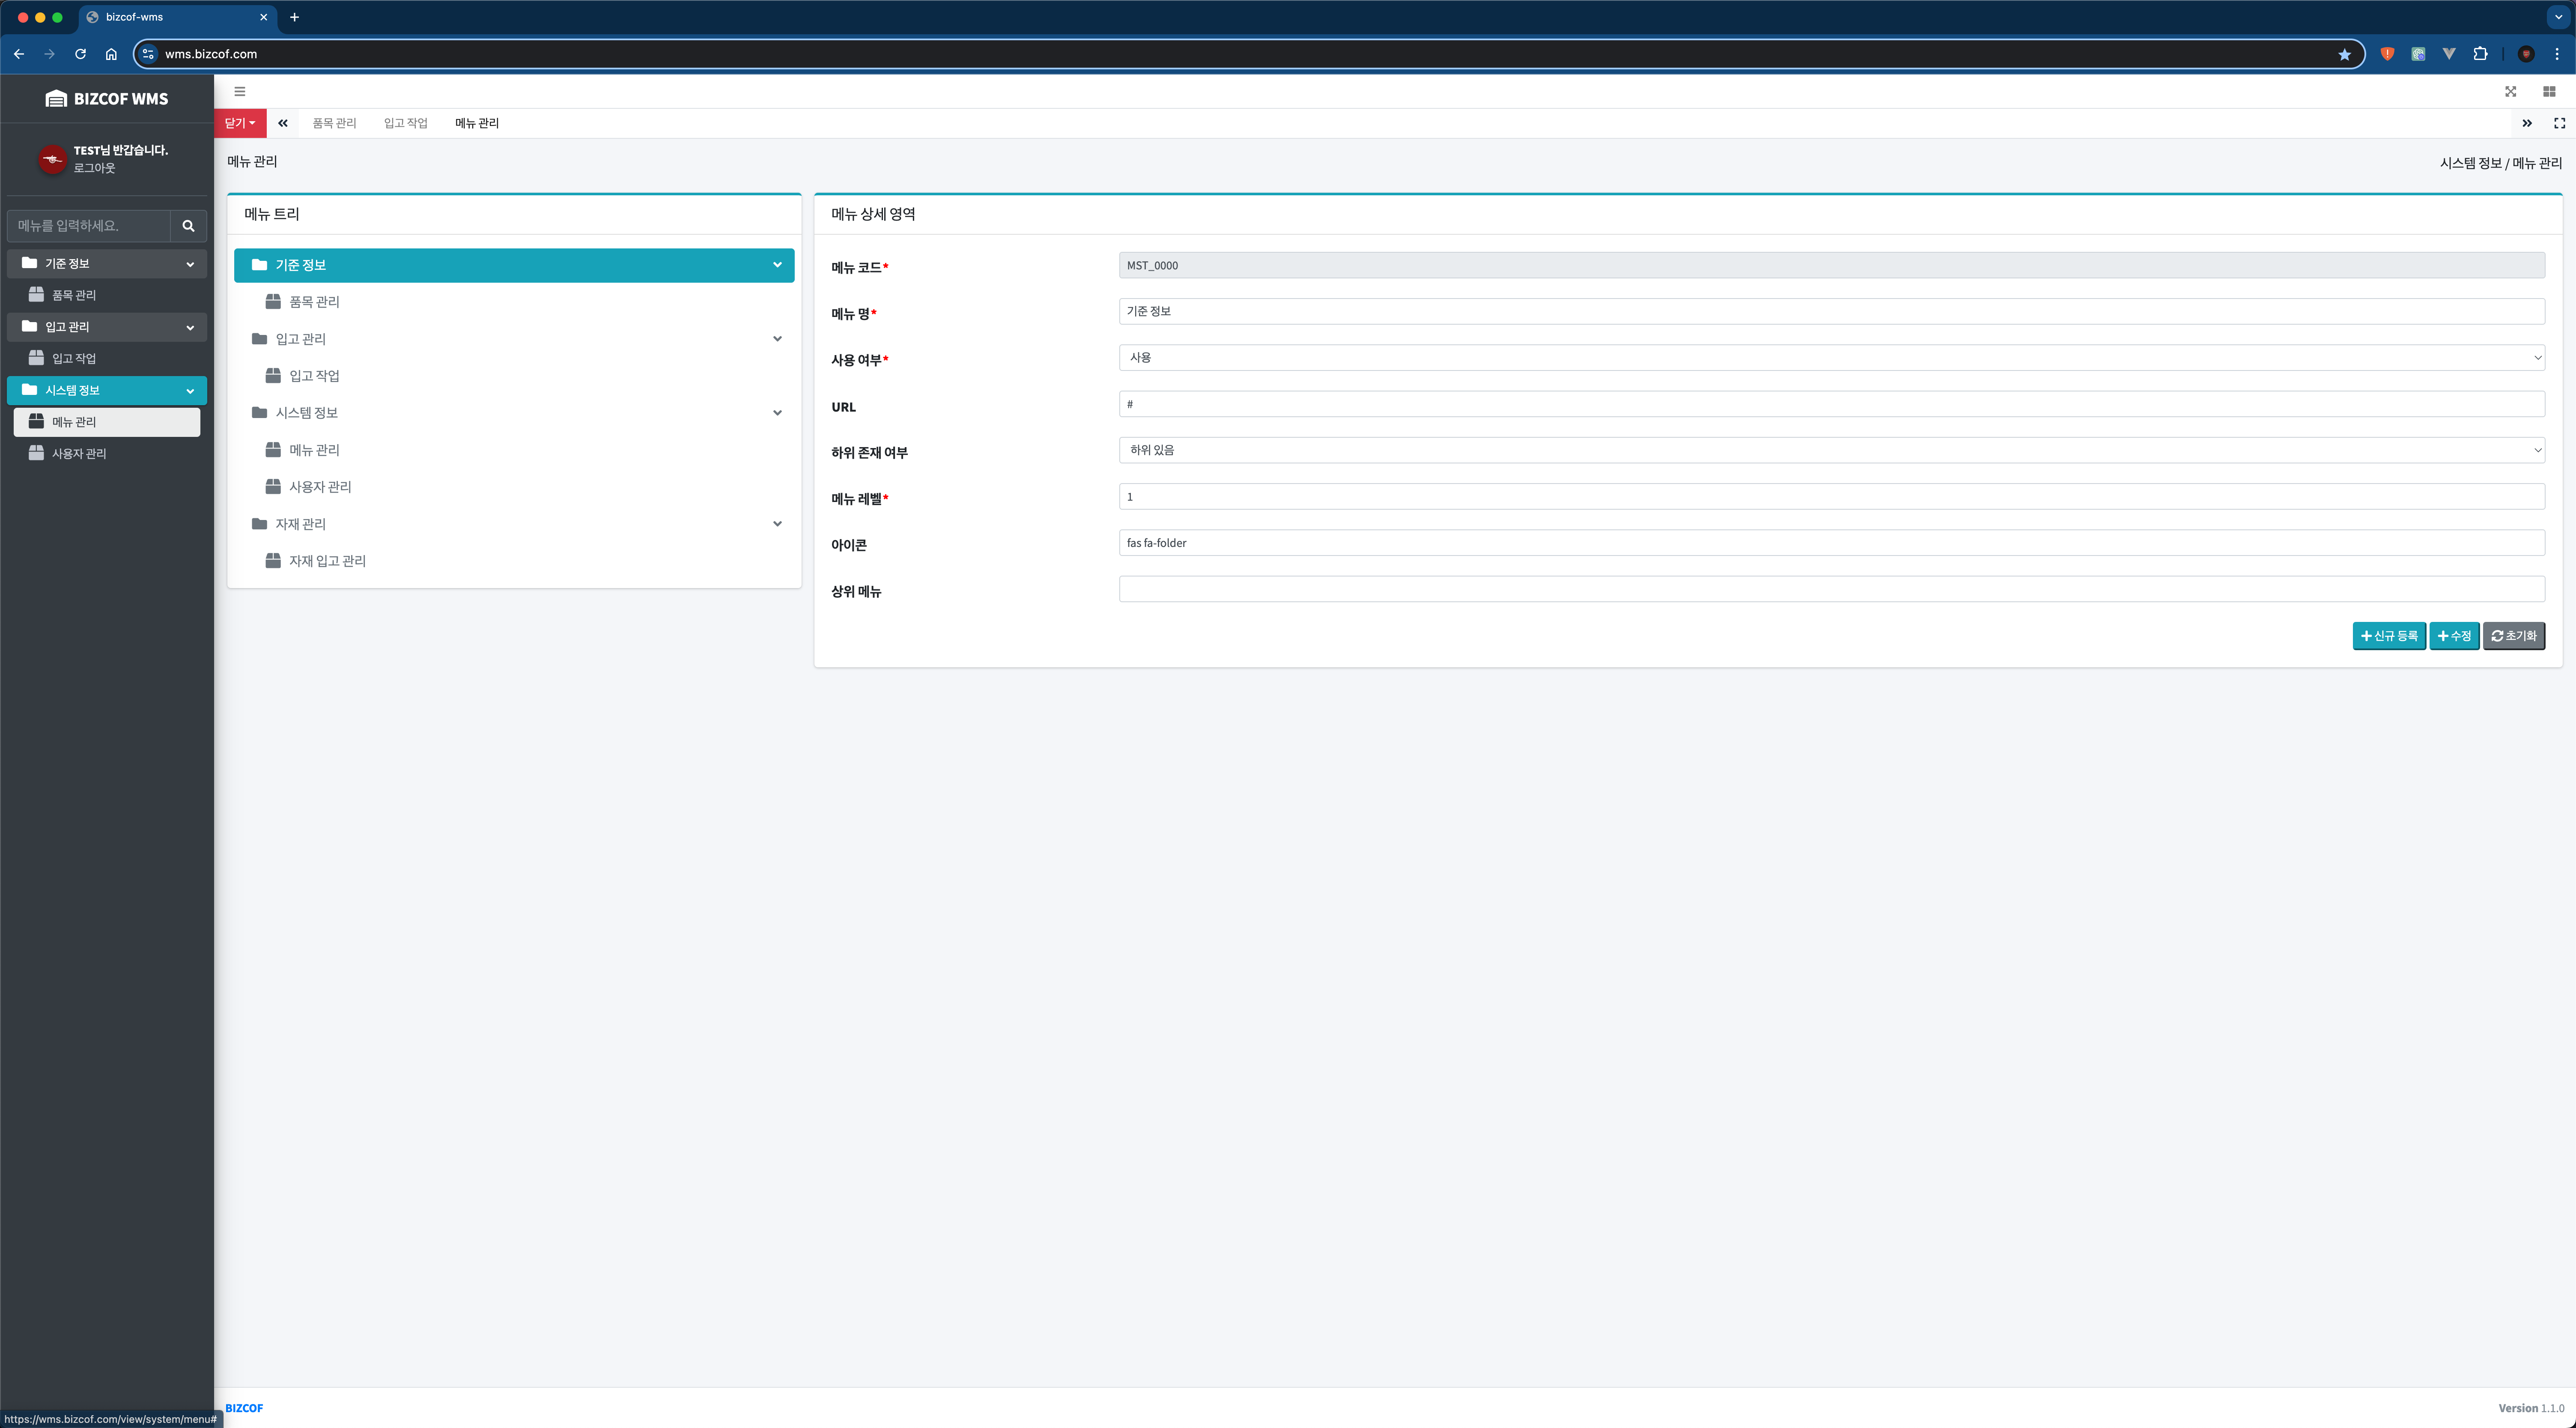 bizcof-wms
wms.bizcof.com
BIZCOF WMS
TEST님 반갑습니다.
로그아웃
메뉴를 입력하세요.
기준 정보
품목 관리
입고 관리
입고 작업
시스템 정보
메뉴 관리
사용자 관리
닫기
품목 관리
입고 작업
메뉴 관리
메뉴 관리
시스템 정보 / 메뉴 관리
메뉴 트리
기준 정보
품목 관리
입고 관리
입고 작업
시스템 정보
메뉴 관리
사용자 관리
자재 관리
자재 입고 관리
메뉴 상세 영역
메뉴 코드* MST_0000
메뉴 명* 기준 정보
사용 여부* 사용
URL #
하위 존재 여부 하위 있음
메뉴 레벨* 1
아이콘 fas fa-folder
상위 메뉴
신규 등록 수정 초기화
BIZCOF
Version 1.1.0
https://wms.bizcof.com/view/system/menu#